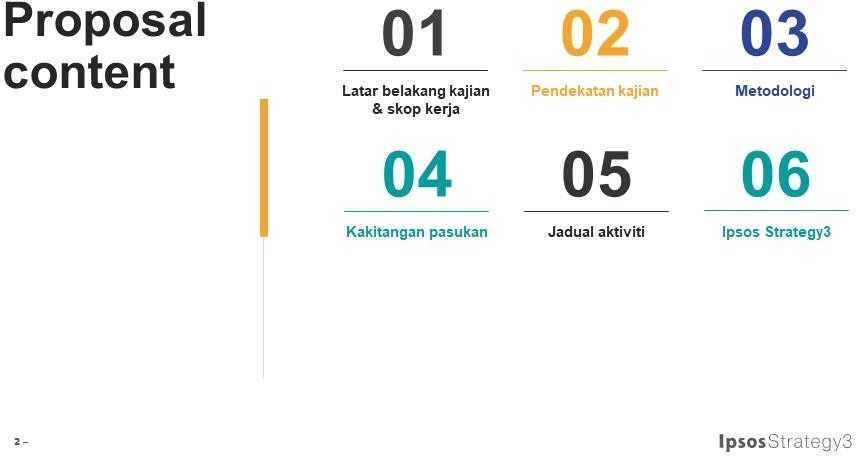 Proposal
content
01
Latar belakang kajian
& skop kerja
02
Pendekatan kajian
03
Metodologi
04
Kakitangan pasukan
05
Jadual aktiviti
06
Ipsos Strategy3
2 –
IpsosStrategy3